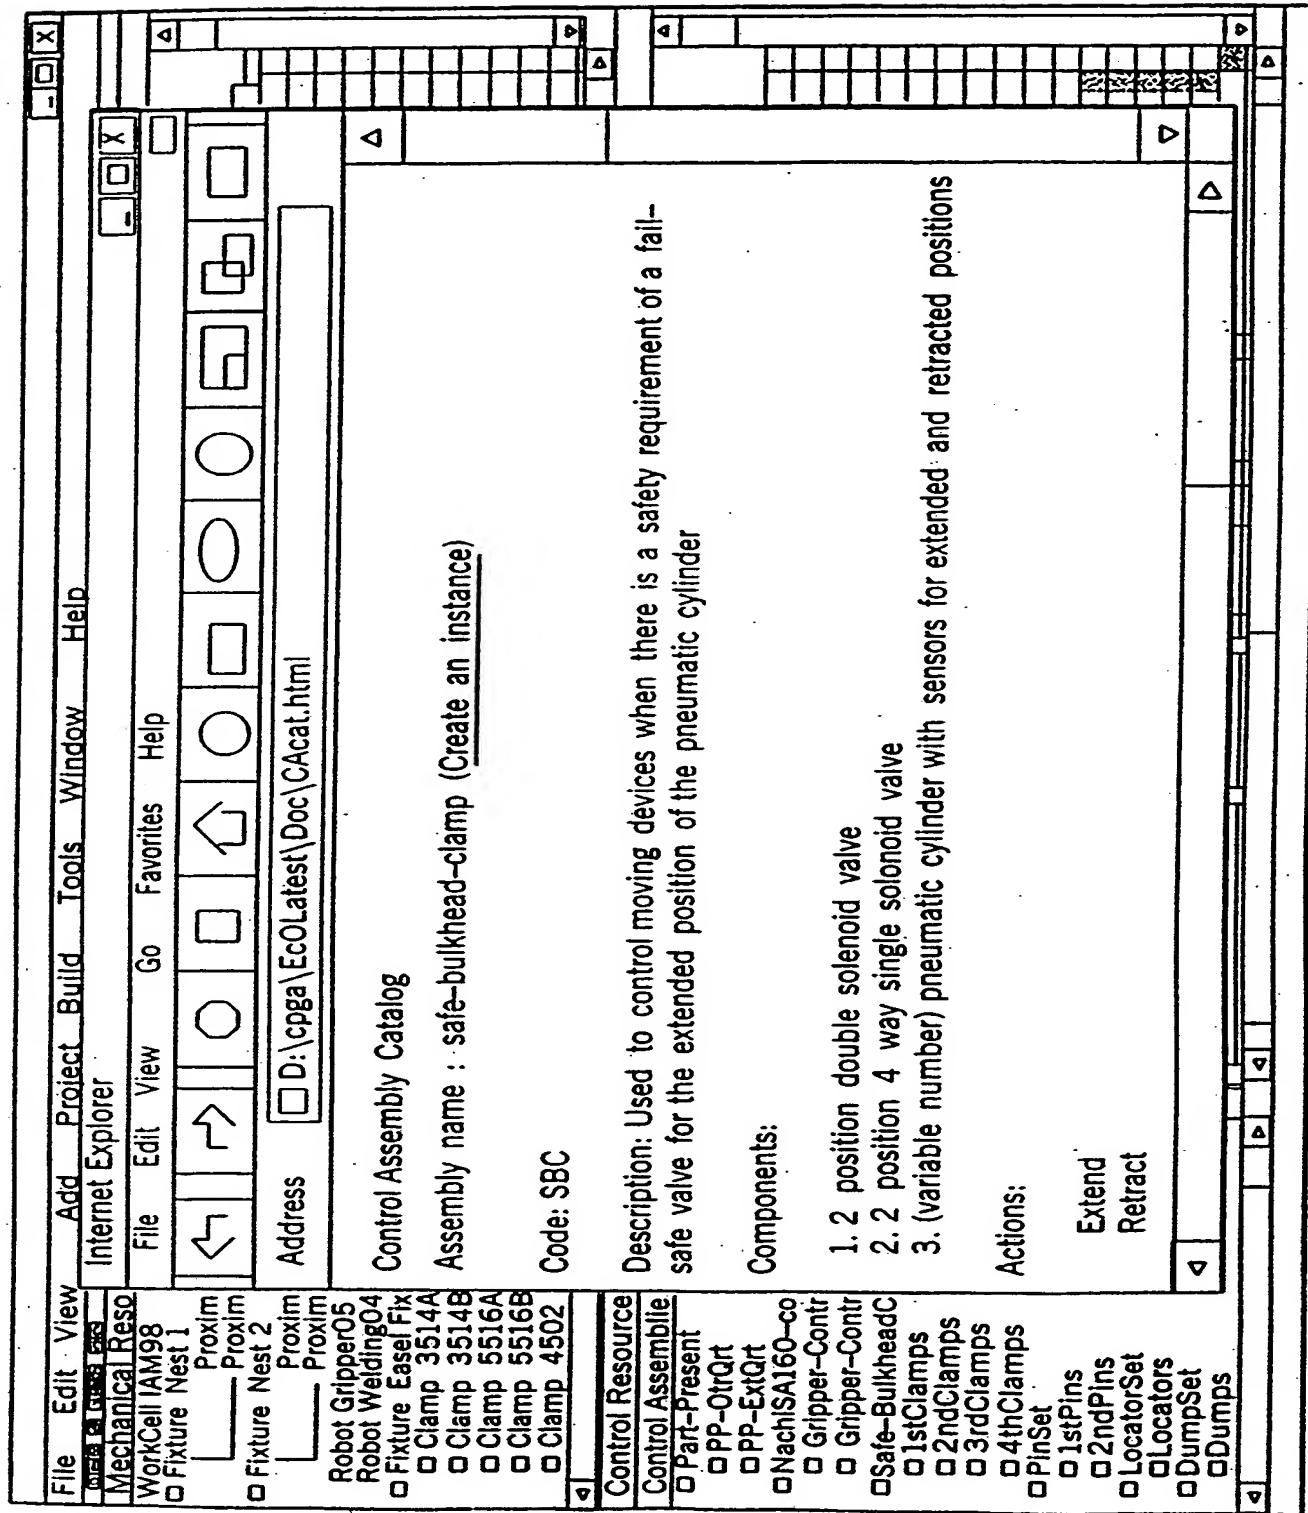 File Edit View Add Project Build Tools Window Help
Mechanical Reso
WorkCell IAM98
Fixture Nest 1
Proxim
Proxim
Fixture Nest 2
Proxim
Proxim
Robot Gripper05
Robot Welding04
Fixture Easel Fix
Clamp 3514A
Clamp 3514B
Clamp 5516A
Clamp 5516B
Clamp 4502
Control Resource
Control Assemblie
Part-Present
PP-OtrQrt
PP-ExtQrt
NachiSA160-co
Gripper-Contr
Gripper-Contr
Safe-BulkheadC
1stClamps
2ndClamps
3rdClamps
4thClamps
PinSet
1stPins
2ndPins
LocatorSet
Locators
DumpSet
Dumps
Internet Explorer
File Edit View Go Favorites Help
Address D:\cpga\EcOLatest\Doc\CAcat.html
Control Assembly Catalog
Assembly name : safe-bulkhead-clamp (Create an instance)
Code: SBC
Description: Used to control moving devices when there is a safety requirement of a fail-
safe valve for the extended position of the pneumatic cylinder
Components:
1. 2 position double solenoid valve
2. 2 position 4 way single solonoid valve
3. (variable number) pneumatic cylinder with sensors for extended and retracted positions
Actions:
Extend
Retract